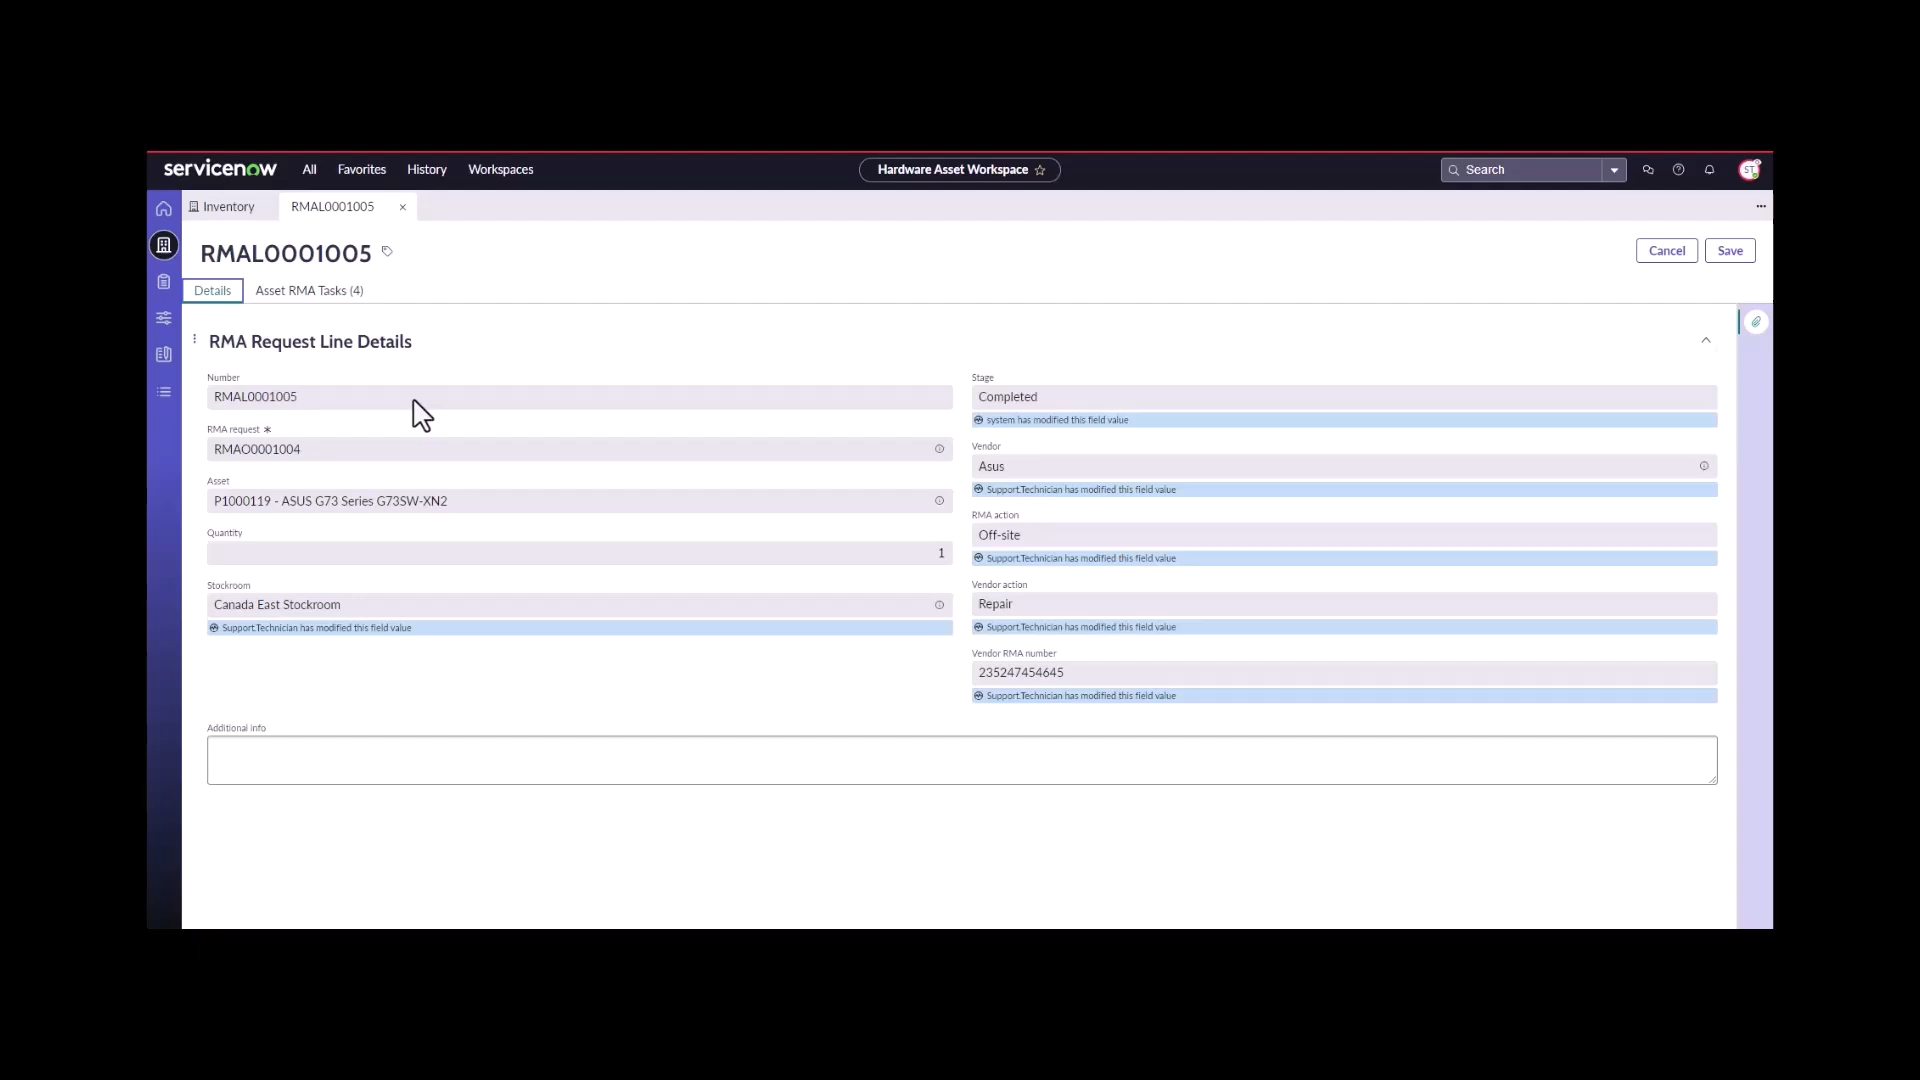 servicenow All Favorites History Workspaces Hardware Asset Workspace Search ST
Inventory RMAL0001005
RMAL0001005 Cancel Save
Details Asset RMA Tasks (4)
RMA Request Line Details
Number
RMAL0001005
RMA request *
RMAO0001004
Asset
P1000119 - ASUS G73 Series G73SW-XN2
Quantity
1
Stockroom
Canada East Stockroom
Support.Technician has modified this field value
Stage
Completed
system has modified this field value
Vendor
Asus
Support.Technician has modified this field value
RMA action
Off-site
Support.Technician has modified this field value
Vendor action
Repair
Support.Technician has modified this field value
Vendor RMA number
235247454645
Support.Technician has modified this field value
Additional info